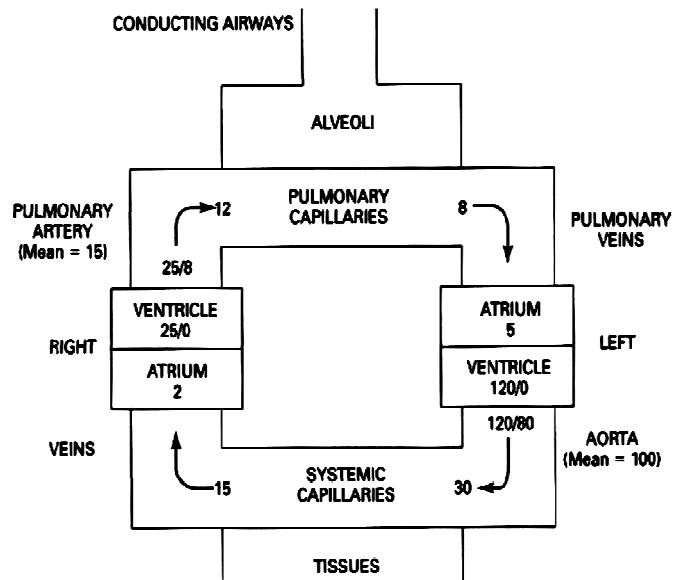 CONDUCTING AIRWAYS
ALVEOLI
PULMONARY
CAPILLARIES
12
8
PULMONARY
ARTERY
(Mean = 15)
PULMONARY
VEINS
25/8
VENTRICLE
25/0
ATRIUM
5
RIGHT
LEFT
ATRIUM
2
VENTRICLE
120/0
120/80
VEINS
AORTA
(Mean = 100)
SYSTEMIC
CAPILLARIES
15
30
TISSUES